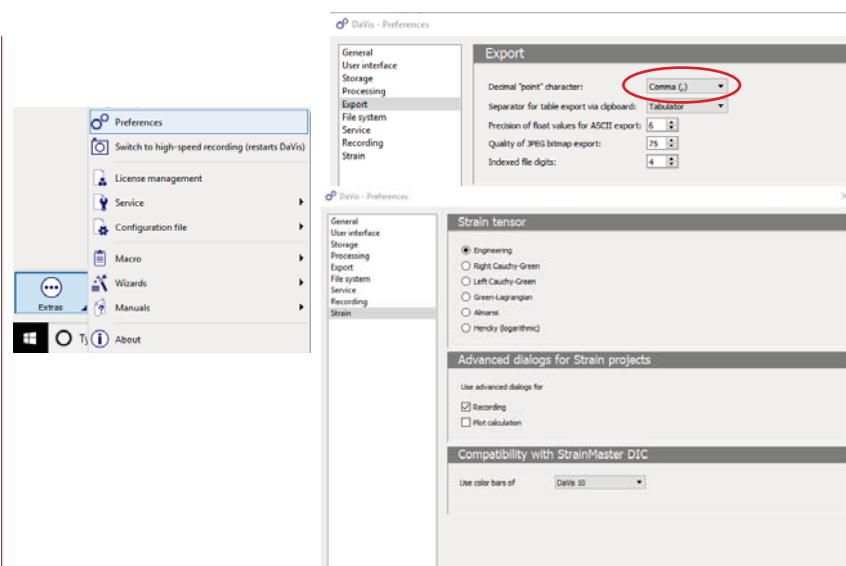 DaVis - Preferences
General
User interface
Storage
Processing
Export
File system
Service
Recording
Strain
Export
Decimal "point" character: Comma (,)
Separator for table export via clipboard: Tabulator
Precision of float values for ASCII export: 6
Quality of JPEG bitmap export: 75
Indexed file digits: 4
Preferences
Switch to high-speed recording (restarts DaVis)
License management
Service
Configuration file
Macro
Wizards
Manuals
About
Extras
Ty
DaVis - Preferences
General
User interface
Storage
Processing
Export
File system
Service
Recording
Strain
Strain tensor
Engineering
Right Cauchy-Green
Left Cauchy-Green
Green-Lagrangian
Almansi
Hencky (logarithmic)
Advanced dialogs for Strain projects
Use advanced dialogs for
Recording
Plot calculation
Compatibility with StrainMaster DIC
Use color bars of DaVis 10